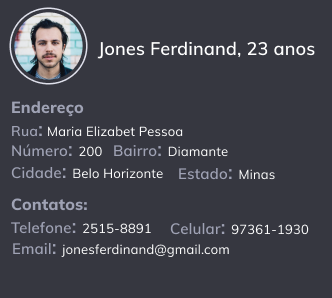 Jones Ferdinand, 23 anos
Endereço
Rua: Maria Elizabet Pessoa
Número: 200 Bairro: Diamante
Cidade: Belo Horizonte Estado: Minas
Contatos:
Telefone: 2515-8891 Celular: 97361-1930
Email: jonesferdinand@gmail.com